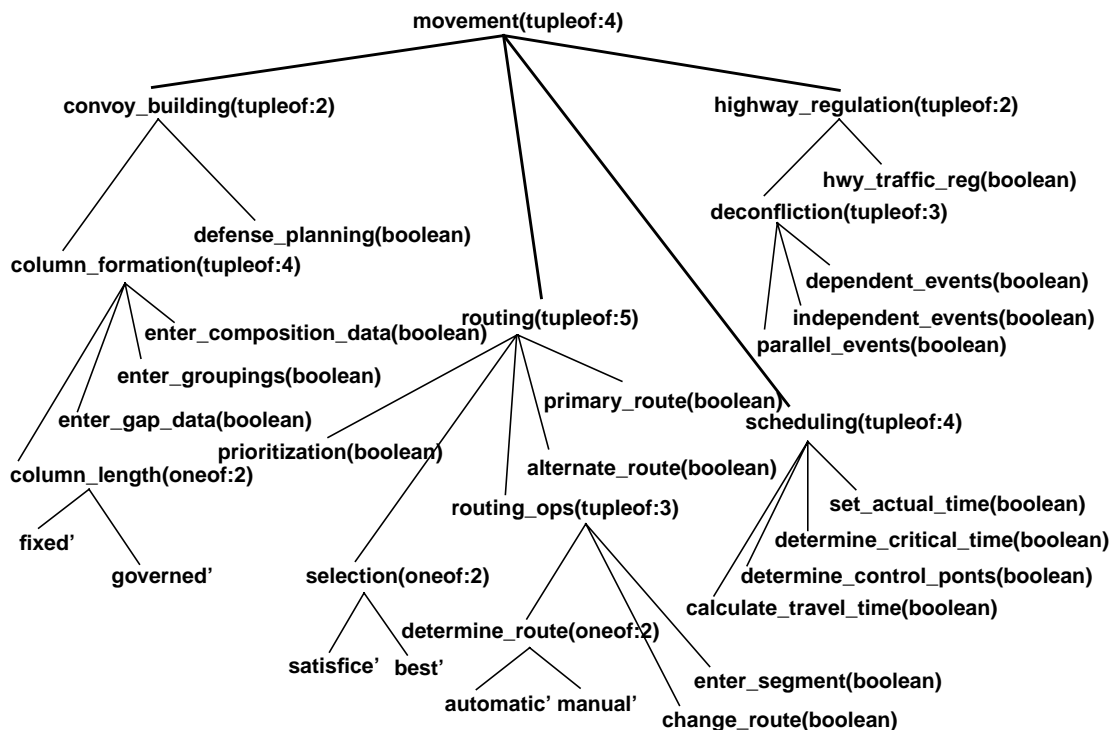 movement(tupleof:4)
convoy_building(tupleof:2)
highway_regulation(tupleof:2)
hwy_traffic_reg(boolean)
deconfliction(tupleof:3)
defense_planning(boolean)
column_formation(tupleof:4)
dependent_events(boolean)
routing(tupleof:5)
independent_events(boolean)
enter_composition_data(boolean)
parallel_events(boolean)
enter_groupings(boolean)
primary_route(boolean)
enter_gap_data(boolean)
scheduling(tupleof:4)
prioritization(boolean)
alternate_route(boolean)
column_length(oneof:2)
set_actual_time(boolean)
routing_ops(tupleof:3)
fixed’
determine_critical_time(boolean)
governed’
selection(oneof:2)
determine_control_ponts(boolean)
calculate_travel_time(boolean)
determine_route(oneof:2)
satisfice’
best’
enter_segment(boolean)
automatic’ manual’
change_route(boolean)